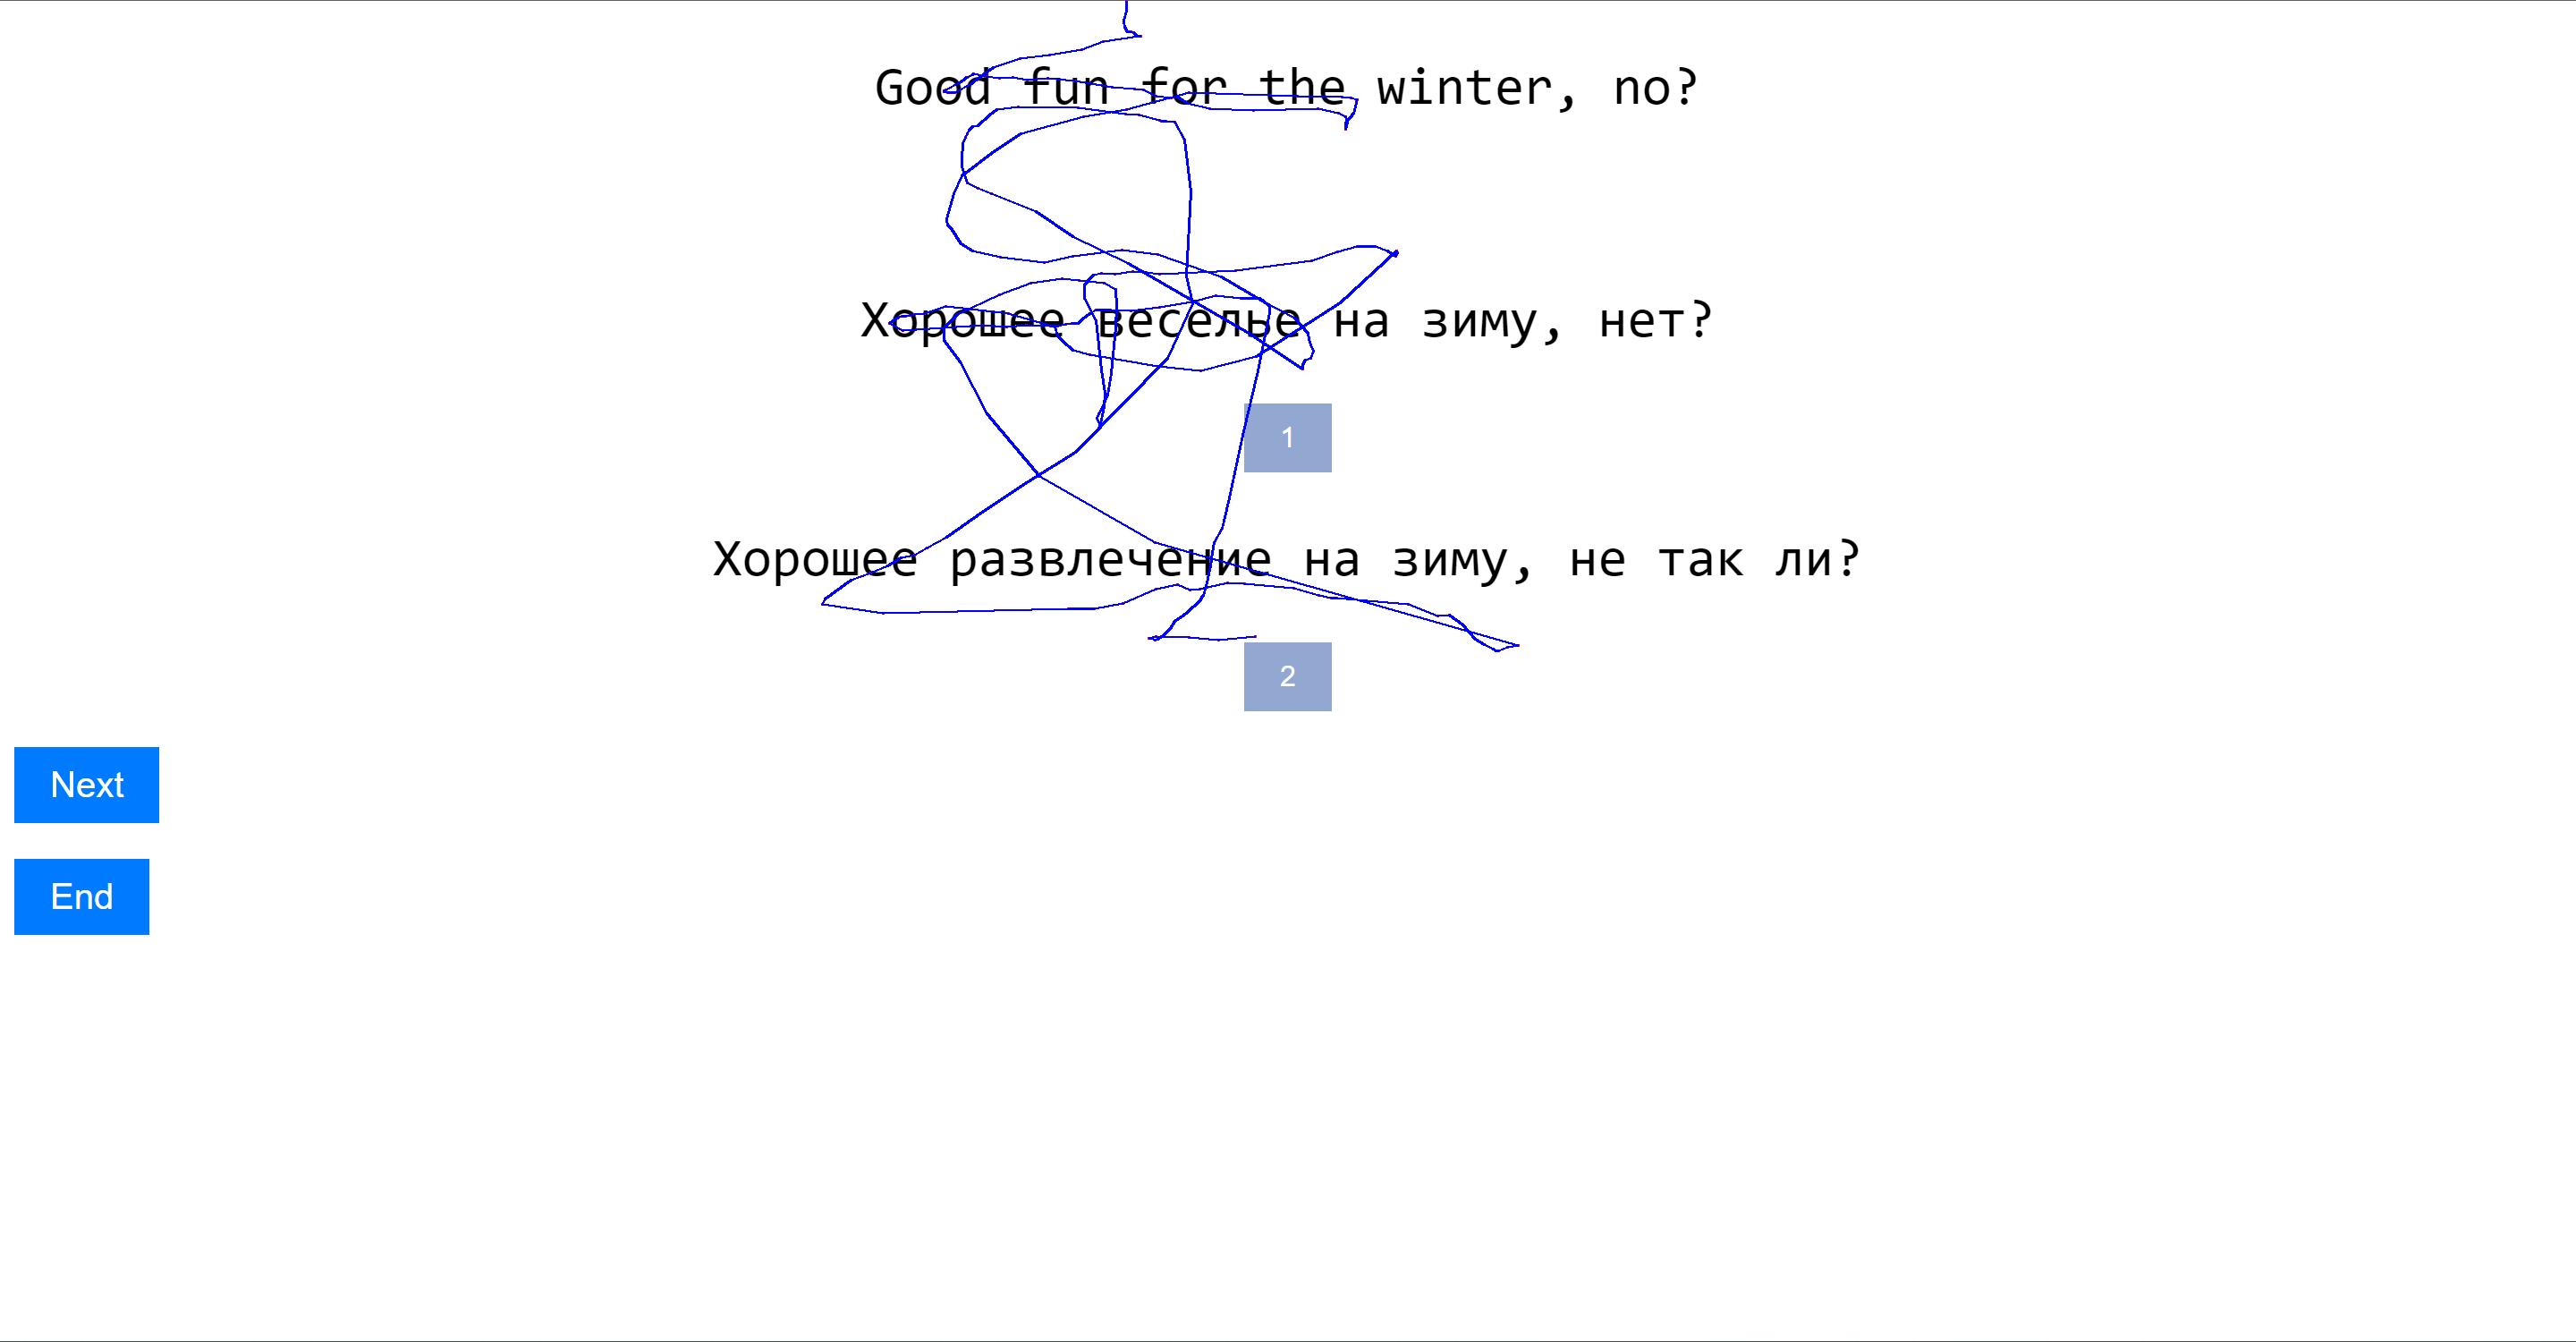 Good fun for the winter, no?
Хорошее веселье на зиму, нет?
1
Хорошее развлечение на зиму, не так ли?
2
Next
End